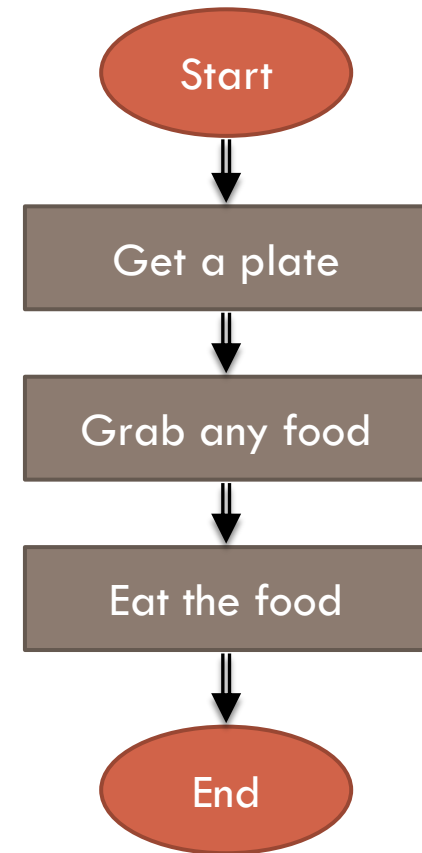 Start
Get a plate
Grab any food
Eat the food
End